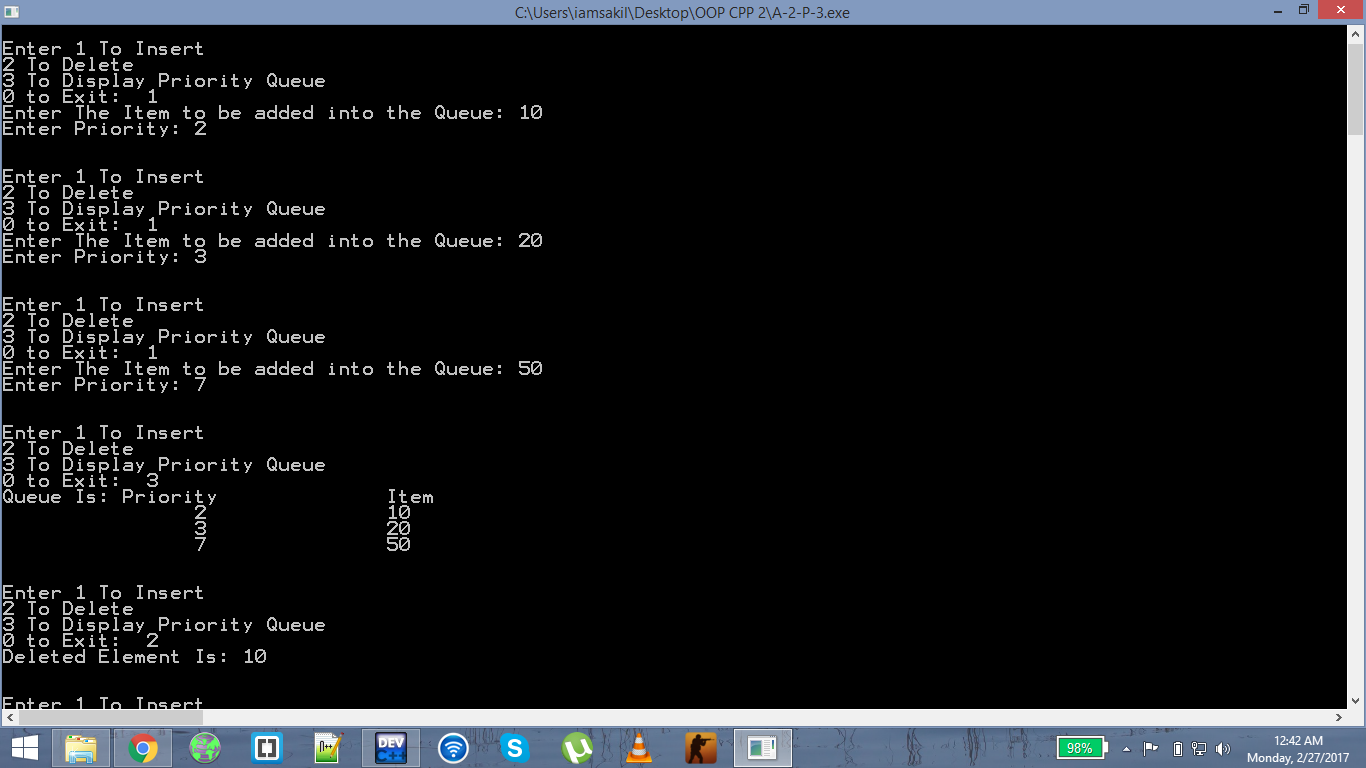 C:\Users\iamsakil\Desktop\OOP CPP 2\A-2-P-3.exe
Enter 1 To Insert
2 To Delete
3 To Display Priority Queue
0 to Exit:  1
Enter The Item to be added into the Queue: 10
Enter Priority: 2
Enter 1 To Insert
2 To Delete
3 To Display Priority Queue
0 to Exit:  1
Enter The Item to be added into the Queue: 20
Enter Priority: 3
Enter 1 To Insert
2 To Delete
3 To Display Priority Queue
0 to Exit:  1
Enter The Item to be added into the Queue: 50
Enter Priority: 7
Enter 1 To Insert
2 To Delete
3 To Display Priority Queue
0 to Exit:  3
Queue Is: Priority              Item
                2               10
                3               20
                7               50
Enter 1 To Insert
2 To Delete
3 To Display Priority Queue
0 to Exit:  2
Deleted Element Is: 10
Enter 1 To Insert
n++
DEV
C++
S
98%
12:42 AM
Monday, 2/27/2017